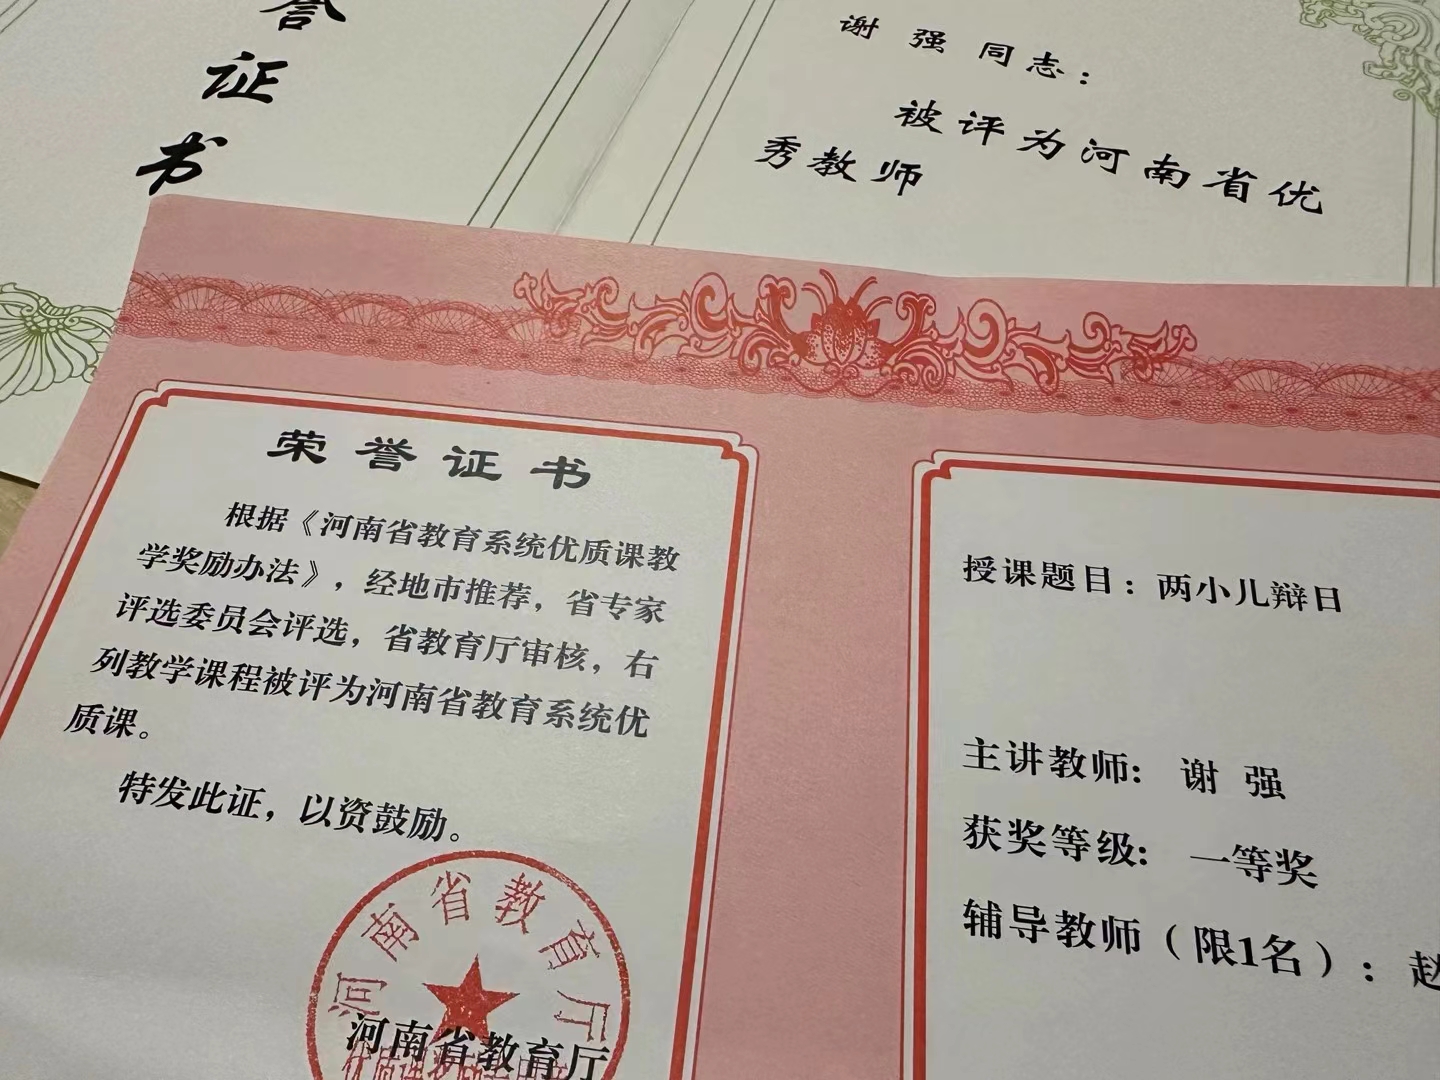 誉
证
书
谢强同志：
被评为河南省优
秀教师
荣誉证书
根据《河南省教育系统优质课教
学奖励办法》，经地市推荐，省专家
评选委员会评选，省教育厅审核，右
列教学课程被评为河南省教育系统优
质课。
特发此证，以资鼓励。
河南省教育厅
河南省教育厅
授课题目：两小儿辩日
主讲教师：谢强
获奖等级：一等奖
辅导教师（限1名）：赵